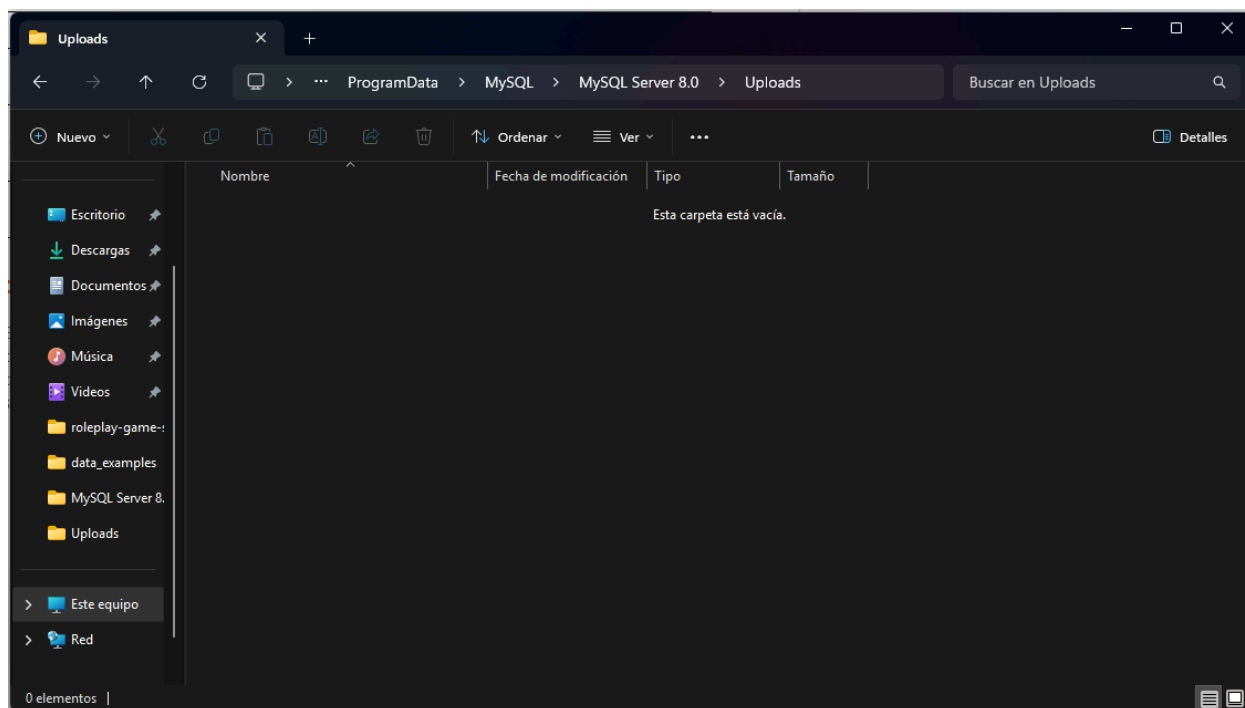 Uploads
ProgramData > MySQL > MySQL Server 8.0 > Uploads
Buscar en Uploads
Nuevo
Ordenar
Ver
Detalles
Nombre
Fecha de modificación
Tipo
Tamaño
Esta carpeta está vacía.
Escritorio
Descargas
Documentos
Imágenes
Música
Videos
roleplay-game-s
data_examples
MySQL Server 8.
Uploads
Este equipo
Red
0 elementos